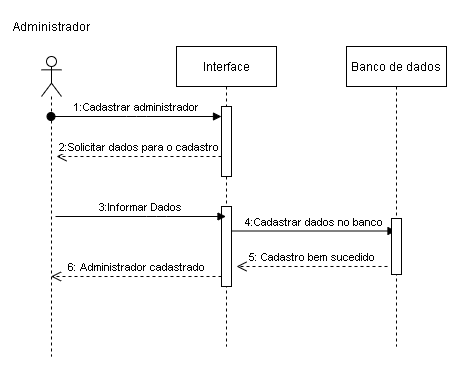 Administrador
Interface
Banco de dados
1:Cadastrar administrador
2:Solicitar dados para o cadastro
3:Informar Dados
4:Cadastrar dados no banco
5: Cadastro bem sucedido
6: Administrador cadastrado